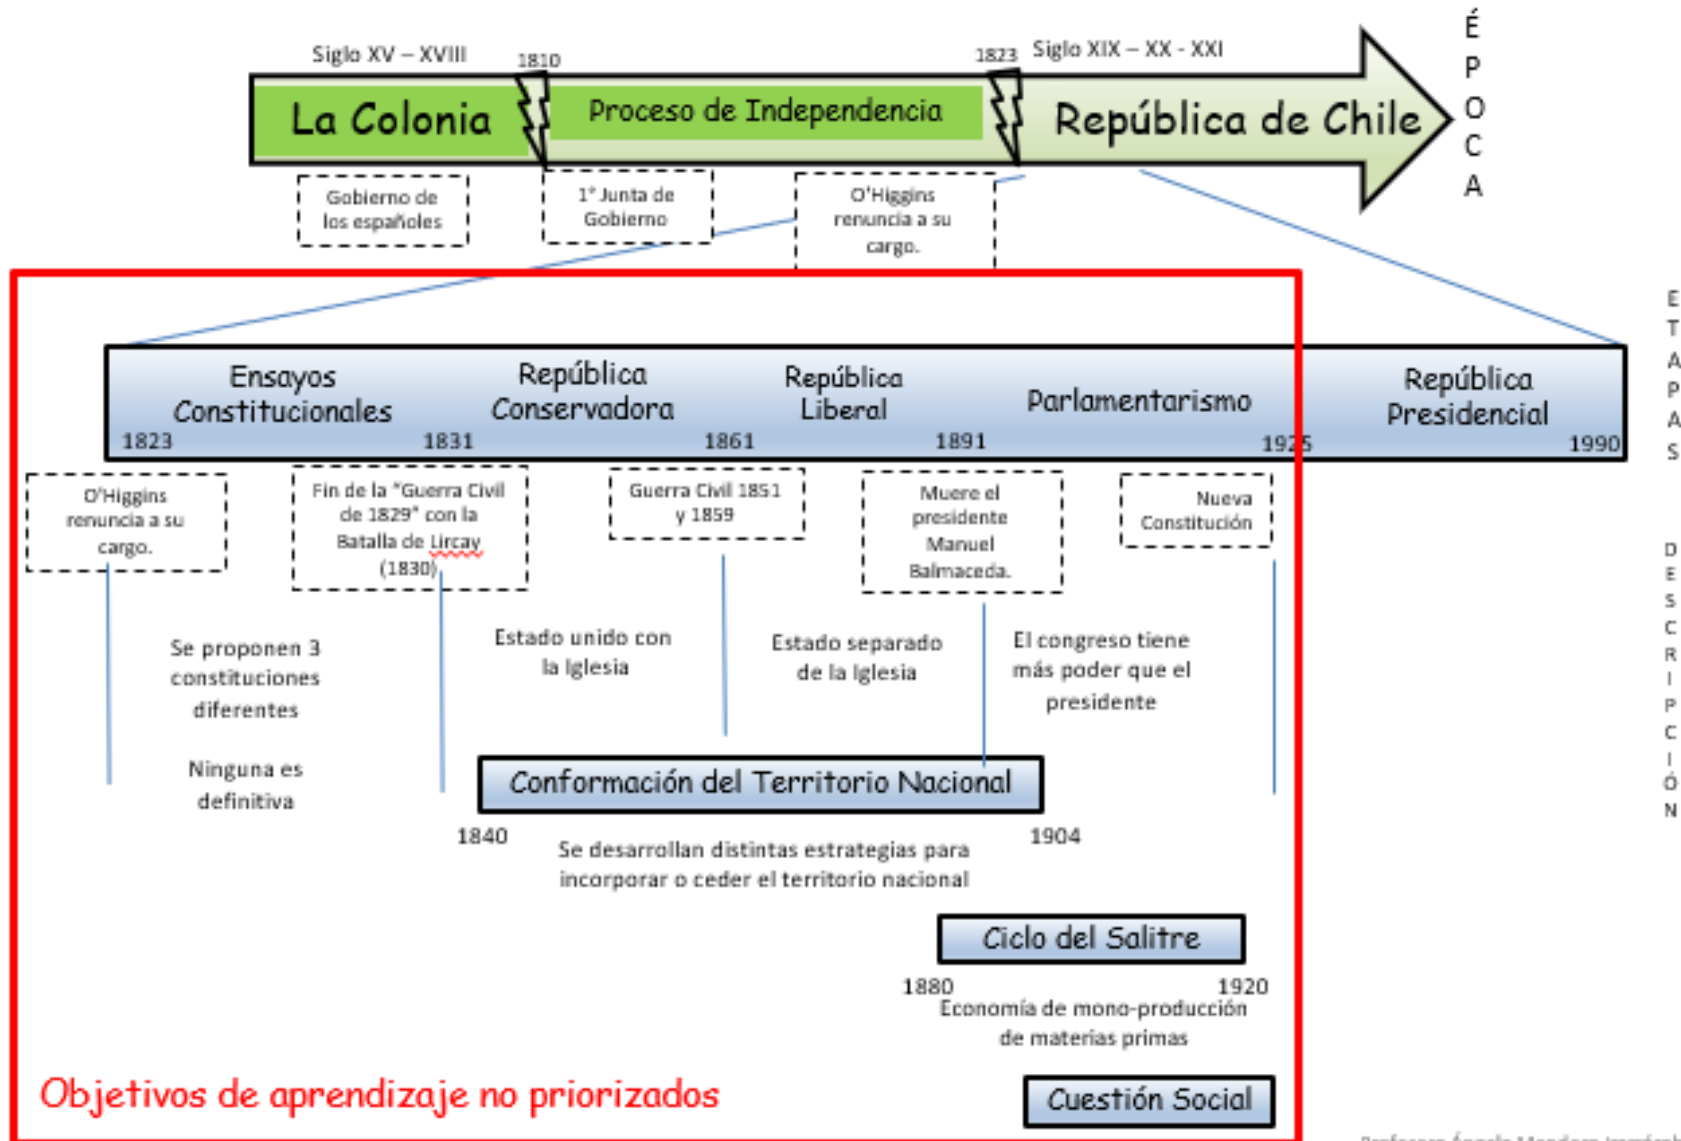 Siglo XV – XVIII
1810
1823
Siglo XIX – XX - XXI
La Colonia
Proceso de Independencia
República de Chile
É
P
O
C
A
Gobierno de
los españoles
1° Junta de
Gobierno
O'Higgins
renuncia a su
cargo.
Ensayos
Constitucionales
República
Conservadora
República
Liberal
Parlamentarismo
República
Presidencial
1823
1831
1861
1891
1925
1990
E
T
A
P
A
S
O'Higgins
renuncia a su
cargo.
Fin de la "Guerra Civil
de 1829" con la
Batalla de Lircay
(1830)
Guerra Civil 1851
y 1859
Muere el
presidente
Manuel
Balmaceda.
Nueva
Constitución
Se proponen 3
constituciones
diferentes
Ninguna es
definitiva
Estado unido con
la Iglesia
Estado separado
de la Iglesia
El congreso tiene
más poder que el
presidente
D
E
S
C
R
I
P
C
I
Ó
N
Conformación del Territorio Nacional
1840
1904
Se desarrollan distintas estrategias para
incorporar o ceder el territorio nacional
Ciclo del Salitre
1880
1920
Economía de mono-producción
de materias primas
Objetivos de aprendizaje no priorizados
Cuestión Social